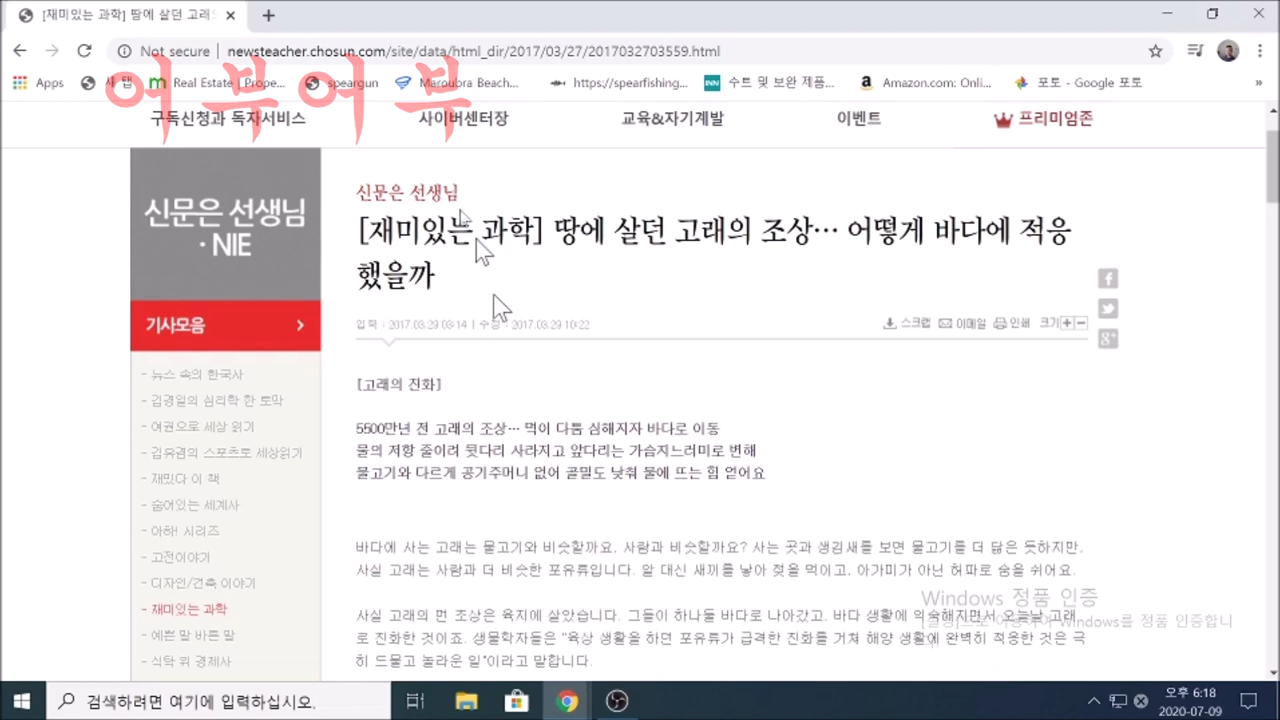 [재미있는 과학] 땅에 살던 고래의
Not secure
newsteacher.chosun.com/site/data/html_dir/2017/03/27/2017032703559.html
Apps 새 탭 Real Estate | Prope... speargun Maroubra Beach... https://spearfishing... 수트 및 보완 제품... Amazon.com: Onli... 포토 - Google 포토
어부어부
구독신청과 독자서비스 사이버센터장 교육&자기계발 이벤트 프리미엄존
신문은 선생님
· NIE
기사모음
- 뉴스 속의 한국사
- 김경일의 심리학 한 토막
- 여권으로 세상 읽기
- 김유겸의 스포츠로 세상읽기
- 재밌다 이 책
- 숨어있는 세계사
- 아하! 시리즈
- 고전이야기
- 디자인/건축 이야기
- 재미있는 과학
- 예쁜 말 바른 말
- 식탁 위 경제사
신문은 선생님
[재미있는 과학] 땅에 살던 고래의 조상… 어떻게 바다에 적응
했을까
입력 : 2017.03.29 03:14 | 수정 : 2017.03.29 10:22
스크랩 이메일 인쇄 크기
[고래의 진화]
5500만년 전 고래의 조상… 먹이 다툼 심해지자 바다로 이동
물의 저항 줄이려 뒷다리 사라지고 앞다리는 가슴지느러미로 변해
물고기와 다르게 공기주머니 없어 골밀도 낮춰 물에 뜨는 힘 얻어요
바다에 사는 고래는 물고기와 비슷할까요, 사람과 비슷할까요? 사는 곳과 생김새를 보면 물고기를 더 닮은 듯하지만,
사실 고래는 사람과 더 비슷한 포유류입니다. 알 대신 새끼를 낳아 젖을 먹이고, 아가미가 아닌 허파로 숨을 쉬어요.
사실 고래의 먼 조상은 육지에 살았습니다. 그들이 하나둘 바다로 나아갔고, 바다 생활에 익숙해지면서 오늘날 고래
로 진화한 것이죠. 생물학자들은 "육상 생활을 하던 포유류가 급격한 진화를 거쳐 해양 생활에 완벽히 적응한 것은 극
히 드물고 놀라운 일"이라고 말합니다.
Windows 정품 인증
[설정]으로 이동하여 Windows를 정품 인증합니
검색하려면 여기에 입력하십시오.
오후 6:18
2020-07-09